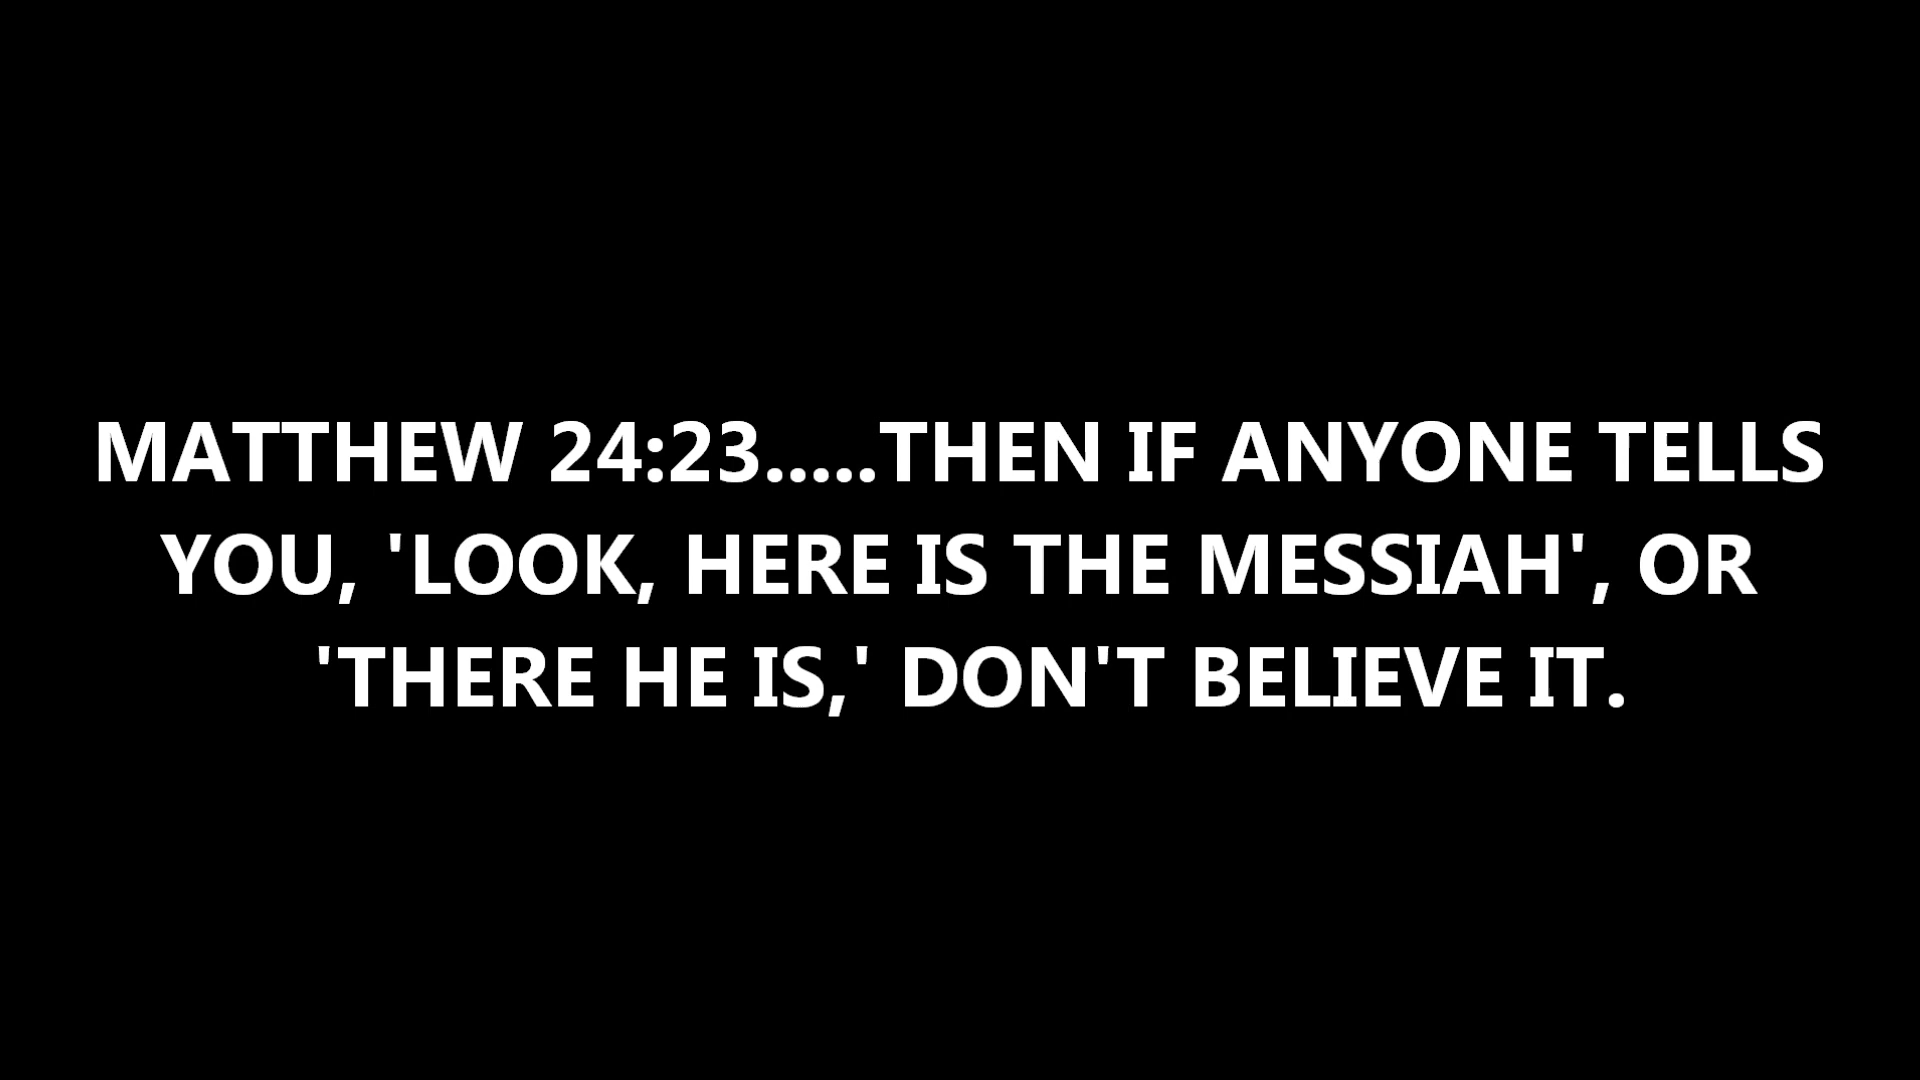 MATTHEW 24:23.....THEN IF ANYONE TELLS
YOU, 'LOOK, HERE IS THE MESSIAH', OR
'THERE HE IS,' DON'T BELIEVE IT.